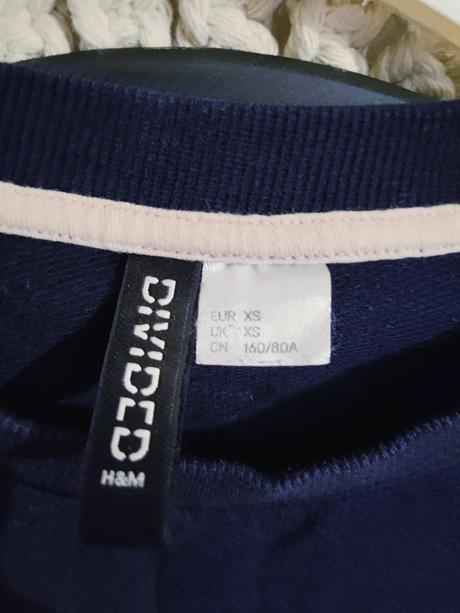 DIVIDED
H&M
EUR XS
UK XS
CN 160/80A